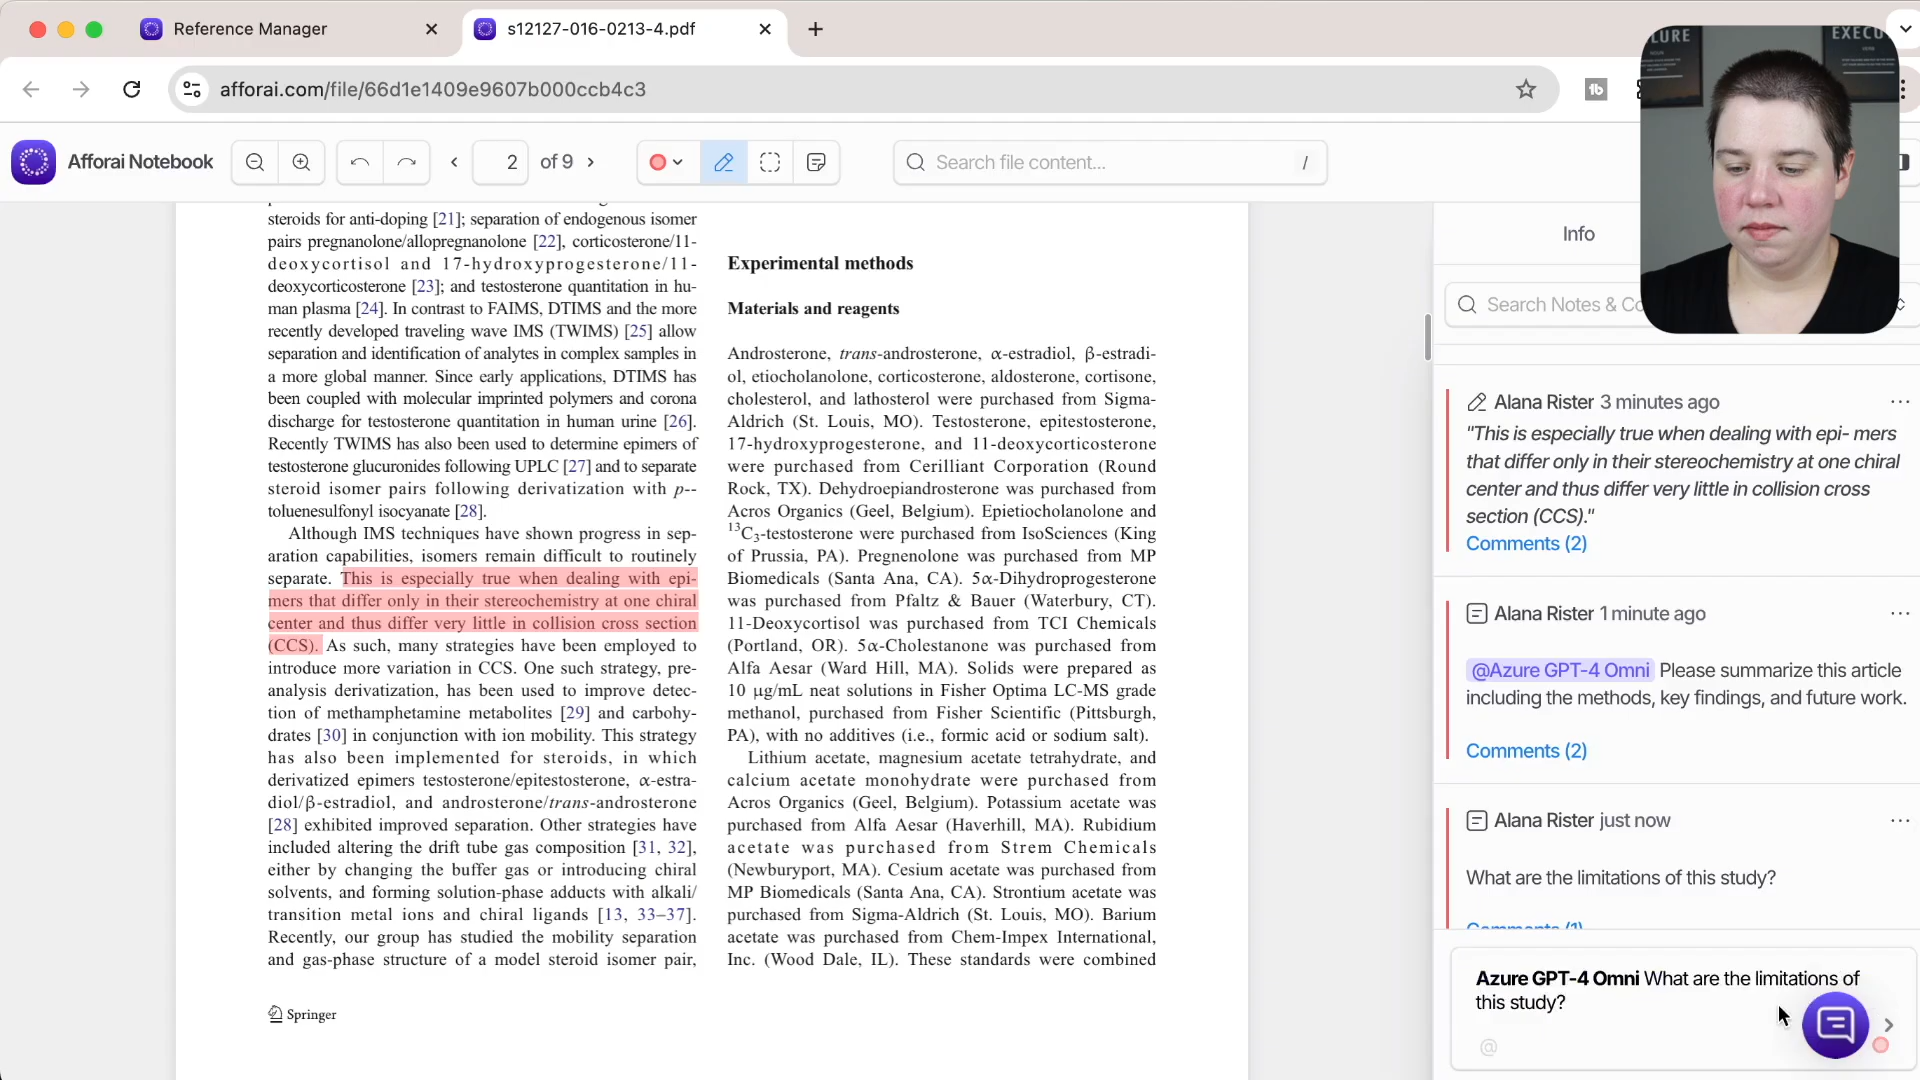 Reference Manager
s12127-016-0213-4.pdf
afforai.com/file/66d1e1409e9607b000ccb4c3
Afforai Notebook
2 of 9
Search file content...
/
steroids for anti-doping [21]; separation of endogenous isomer
pairs pregnanolone/allopregnanolone [22], corticosterone/11-
deoxycortisol and 17-hydroxyprogesterone/11-
deoxycorticosterone [23]; and testosterone quantitation in hu-
man plasma [24]. In contrast to FAIMS, DTIMS and the more
recently developed traveling wave IMS (TWIMS) [25] allow
separation and identification of analytes in complex samples in
a more global manner. Since early applications, DTIMS has
been coupled with molecular imprinted polymers and corona
discharge for testosterone quantitation in human urine [26].
Recently TWIMS has also been used to determine epimers of
testosterone glucuronides following UPLC [27] and to separate
steroid isomer pairs following derivatization with p--
toluenesulfonyl isocyanate [28].
Although IMS techniques have shown progress in sep-
aration capabilities, isomers remain difficult to routinely
separate. This is especially true when dealing with epi-
mers that differ only in their stereochemistry at one chiral
center and thus differ very little in collision cross section
(CCS). As such, many strategies have been employed to
introduce more variation in CCS. One such strategy, pre-
analysis derivatization, has been used to improve detec-
tion of methamphetamine metabolites [29] and carbohy-
drates [30] in conjunction with ion mobility. This strategy
has also been implemented for steroids, in which
derivatized epimers testosterone/epitestosterone, α-estra-
diol/β-estradiol, and androsterone/trans-androsterone
[28] exhibited improved separation. Other strategies have
included altering the drift tube gas composition [31, 32],
either by changing the buffer gas or introducing chiral
solvents, and forming solution-phase adducts with alkali/
transition metal ions and chiral ligands [13, 33–37].
Recently, our group has studied the mobility separation
and gas-phase structure of a model steroid isomer pair,
Springer
Experimental methods
Materials and reagents
Androsterone, trans-androsterone, α-estradiol, β-estradi-
ol, etiocholanolone, corticosterone, aldosterone, cortisone,
cholesterol, and lathosterol were purchased from Sigma-
Aldrich (St. Louis, MO). Testosterone, epitestosterone,
17-hydroxyprogesterone, and 11-deoxycorticosterone
were purchased from Cerilliant Corporation (Round
Rock, TX). Dehydroepiandrosterone was purchased from
Acros Organics (Geel, Belgium). Epietiocholanolone and
13C3-testosterone were purchased from IsoSciences (King
of Prussia, PA). Pregnenolone was purchased from MP
Biomedicals (Santa Ana, CA). 5α-Dihydroprogesterone
was purchased from Pfaltz & Bauer (Waterbury, CT).
11-Deoxycortisol was purchased from TCI Chemicals
(Portland, OR). 5α-Cholestanone was purchased from
Alfa Aesar (Ward Hill, MA). Solids were prepared as
10 μg/mL neat solutions in Fisher Optima LC-MS grade
methanol, purchased from Fisher Scientific (Pittsburgh,
PA), with no additives (i.e., formic acid or sodium salt).
Lithium acetate, magnesium acetate tetrahydrate, and
calcium acetate monohydrate were purchased from
Acros Organics (Geel, Belgium). Potassium acetate was
purchased from Alfa Aesar (Haverhill, MA). Rubidium
acetate was purchased from Strem Chemicals
(Newburyport, MA). Cesium acetate was purchased from
MP Biomedicals (Santa Ana, CA). Strontium acetate was
purchased from Sigma-Aldrich (St. Louis, MO). Barium
acetate was purchased from Chem-Impex International,
Inc. (Wood Dale, IL). These standards were combined
Info
Search Notes & Co
Alana Rister 3 minutes ago
"This is especially true when dealing with epi- mers
that differ only in their stereochemistry at one chiral
center and thus differ very little in collision cross
section (CCS)."
Comments (2)
Alana Rister 1 minute ago
@Azure GPT-4 Omni Please summarize this article
including the methods, key findings, and future work.
Comments (2)
Alana Rister just now
What are the limitations of this study?
Comments (1)
Azure GPT-4 Omni What are the limitations of
this study?
@